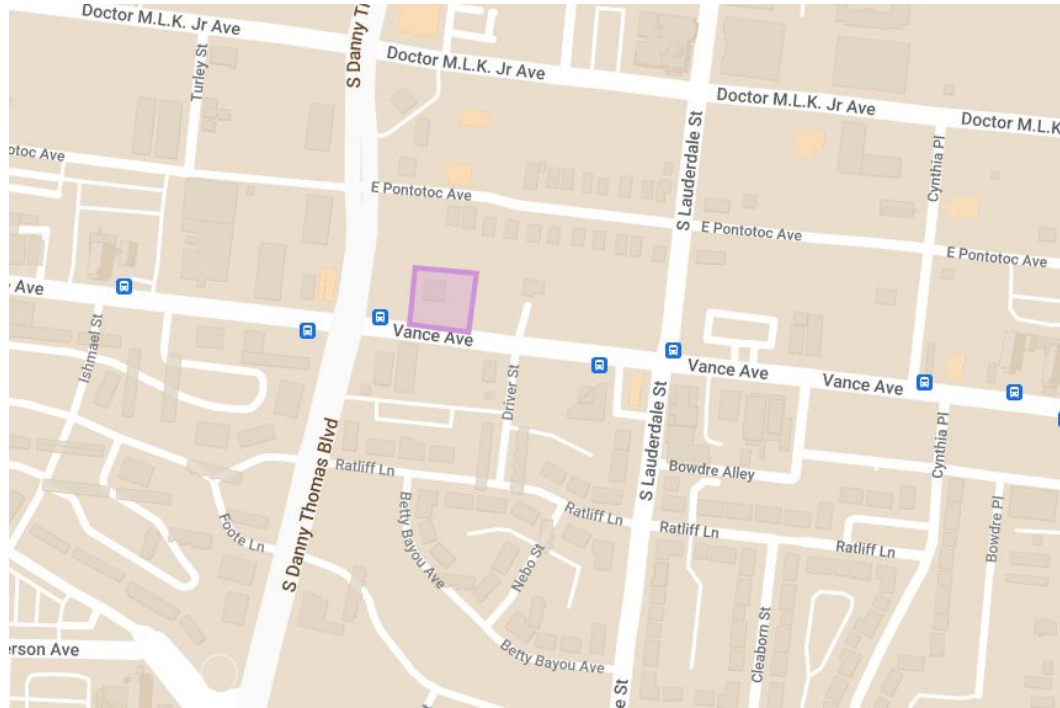 Doctor M.L.K. Jr Ave
Turley St
S Danny T
Doctor M.L.K. Jr Ave
Doctor M.L.K. Jr Ave
Doctor M.L.K
otoc Ave
E Pontotoc Ave
S Lauderdale St
E Pontotoc Ave
Cynthia Pl
E Pontotoc Ave
Ave
Ishmael St
Vance Ave
Driver St
Vance Ave
Vance Ave
S Danny Thomas Blvd
Ratliff Ln
Betty Bayou Ave
Foote Ln
Nebo St
Ratliff Ln
S Lauderdale St
Bowdre Alley
Ratliff Ln
Ratliff Ln
Cynthia Pl
Bowdre Pl
Cleaborn St
Betty Bayou Ave
erson Ave
e St